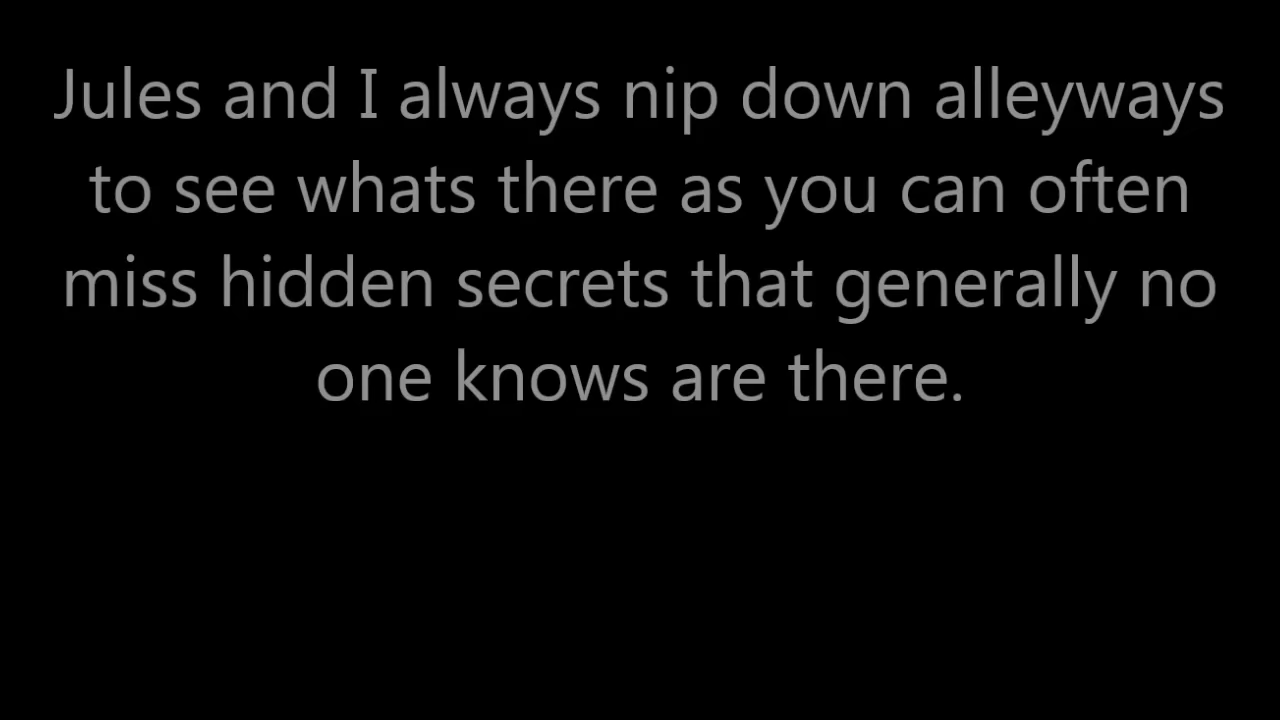 Jules and I always nip down alleyways
to see whats there as you can often
miss hidden secrets that generally no
one knows are there.